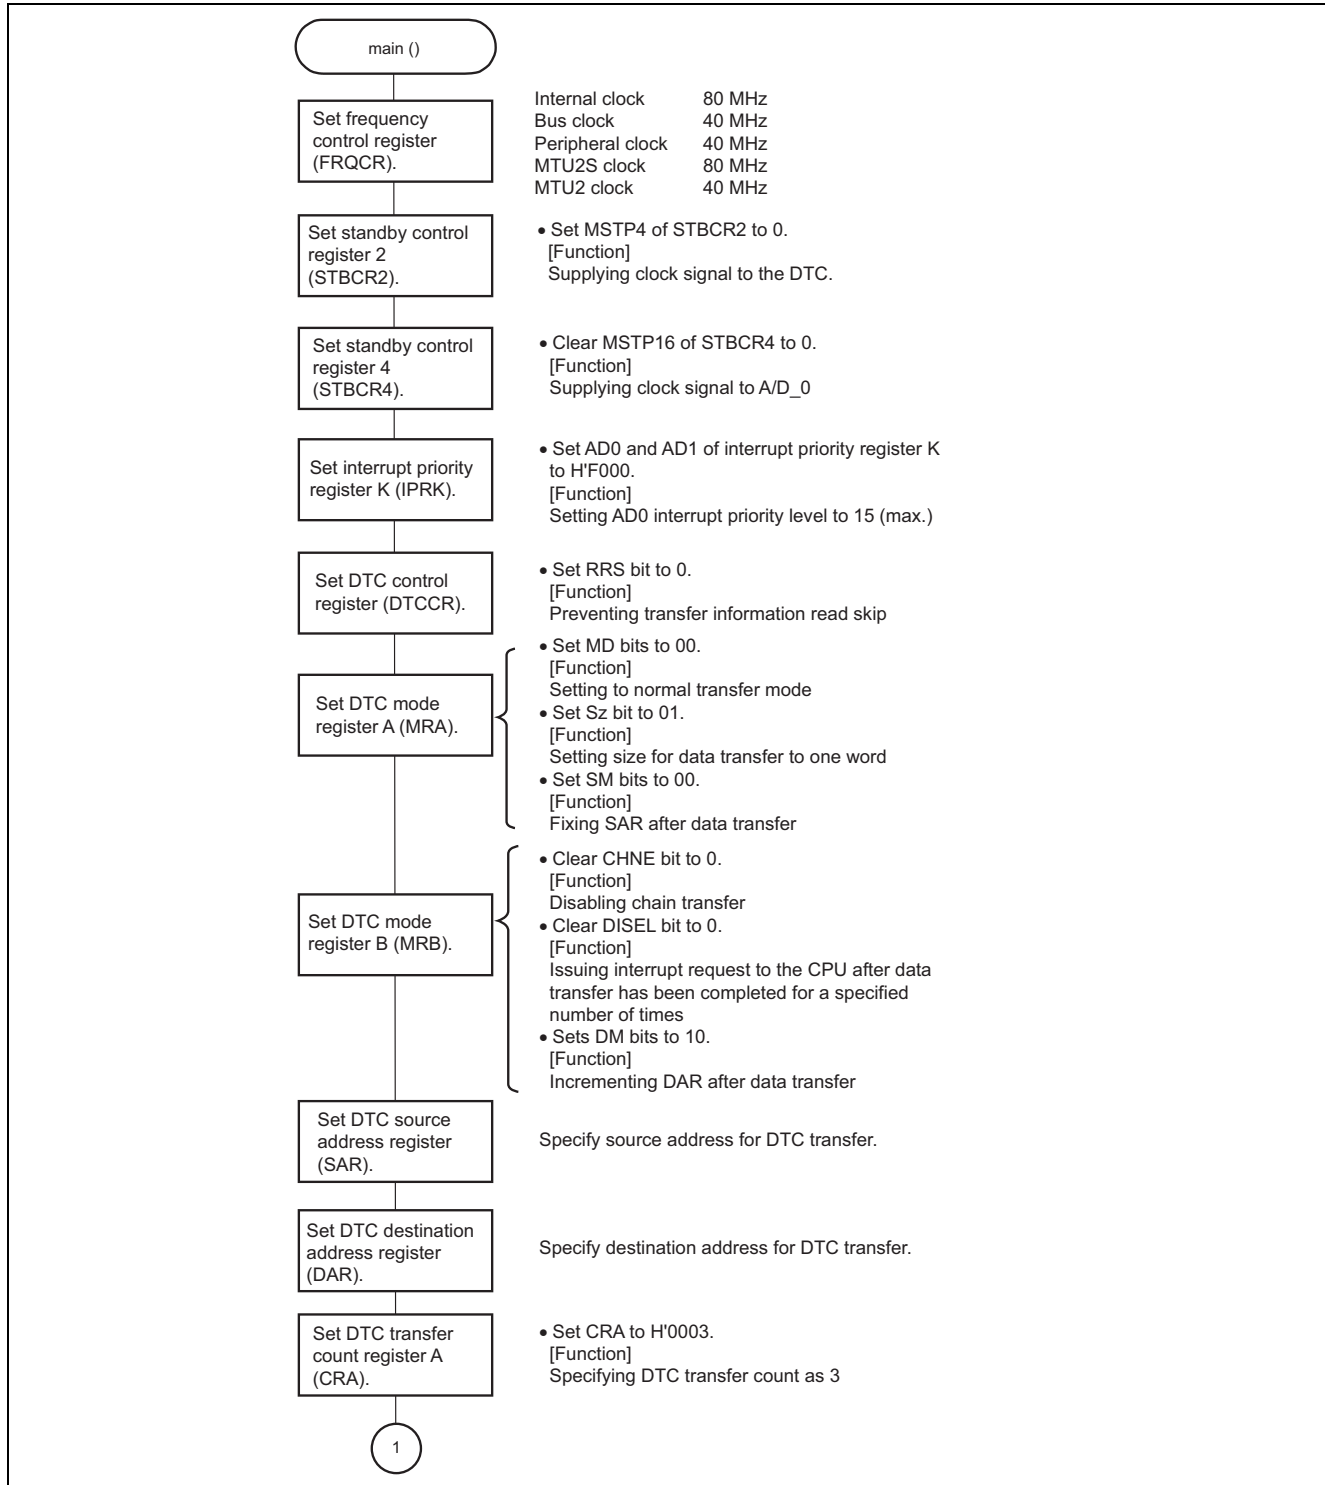 main ()
Set frequency
control register
(FRQCR).
Internal clock 80 MHz
Bus clock 40 MHz
Peripheral clock 40 MHz
MTU2S clock 80 MHz
MTU2 clock 40 MHz
Set standby control
register 2
(STBCR2).
• Set MSTP4 of STBCR2 to 0.
[Function]
Supplying clock signal to the DTC.
Set standby control
register 4
(STBCR4).
• Clear MSTP16 of STBCR4 to 0.
[Function]
Supplying clock signal to A/D_0
Set interrupt priority
register K (IPRK).
• Set AD0 and AD1 of interrupt priority register K
to H'F000.
[Function]
Setting AD0 interrupt priority level to 15 (max.)
Set DTC control
register (DTCCR).
• Set RRS bit to 0.
[Function]
Preventing transfer information read skip
Set DTC mode
register A (MRA).
• Set MD bits to 00.
[Function]
Setting to normal transfer mode
• Set Sz bit to 01.
[Function]
Setting size for data transfer to one word
• Set SM bits to 00.
[Function]
Fixing SAR after data transfer
Set DTC mode
register B (MRB).
• Clear CHNE bit to 0.
[Function]
Disabling chain transfer
• Clear DISEL bit to 0.
[Function]
Issuing interrupt request to the CPU after data
transfer has been completed for a specified
number of times
• Sets DM bits to 10.
[Function]
Incrementing DAR after data transfer
Set DTC source
address register
(SAR).
Specify source address for DTC transfer.
Set DTC destination
address register
(DAR).
Specify destination address for DTC transfer.
Set DTC transfer
count register A
(CRA).
• Set CRA to H'0003.
[Function]
Specifying DTC transfer count as 3
1